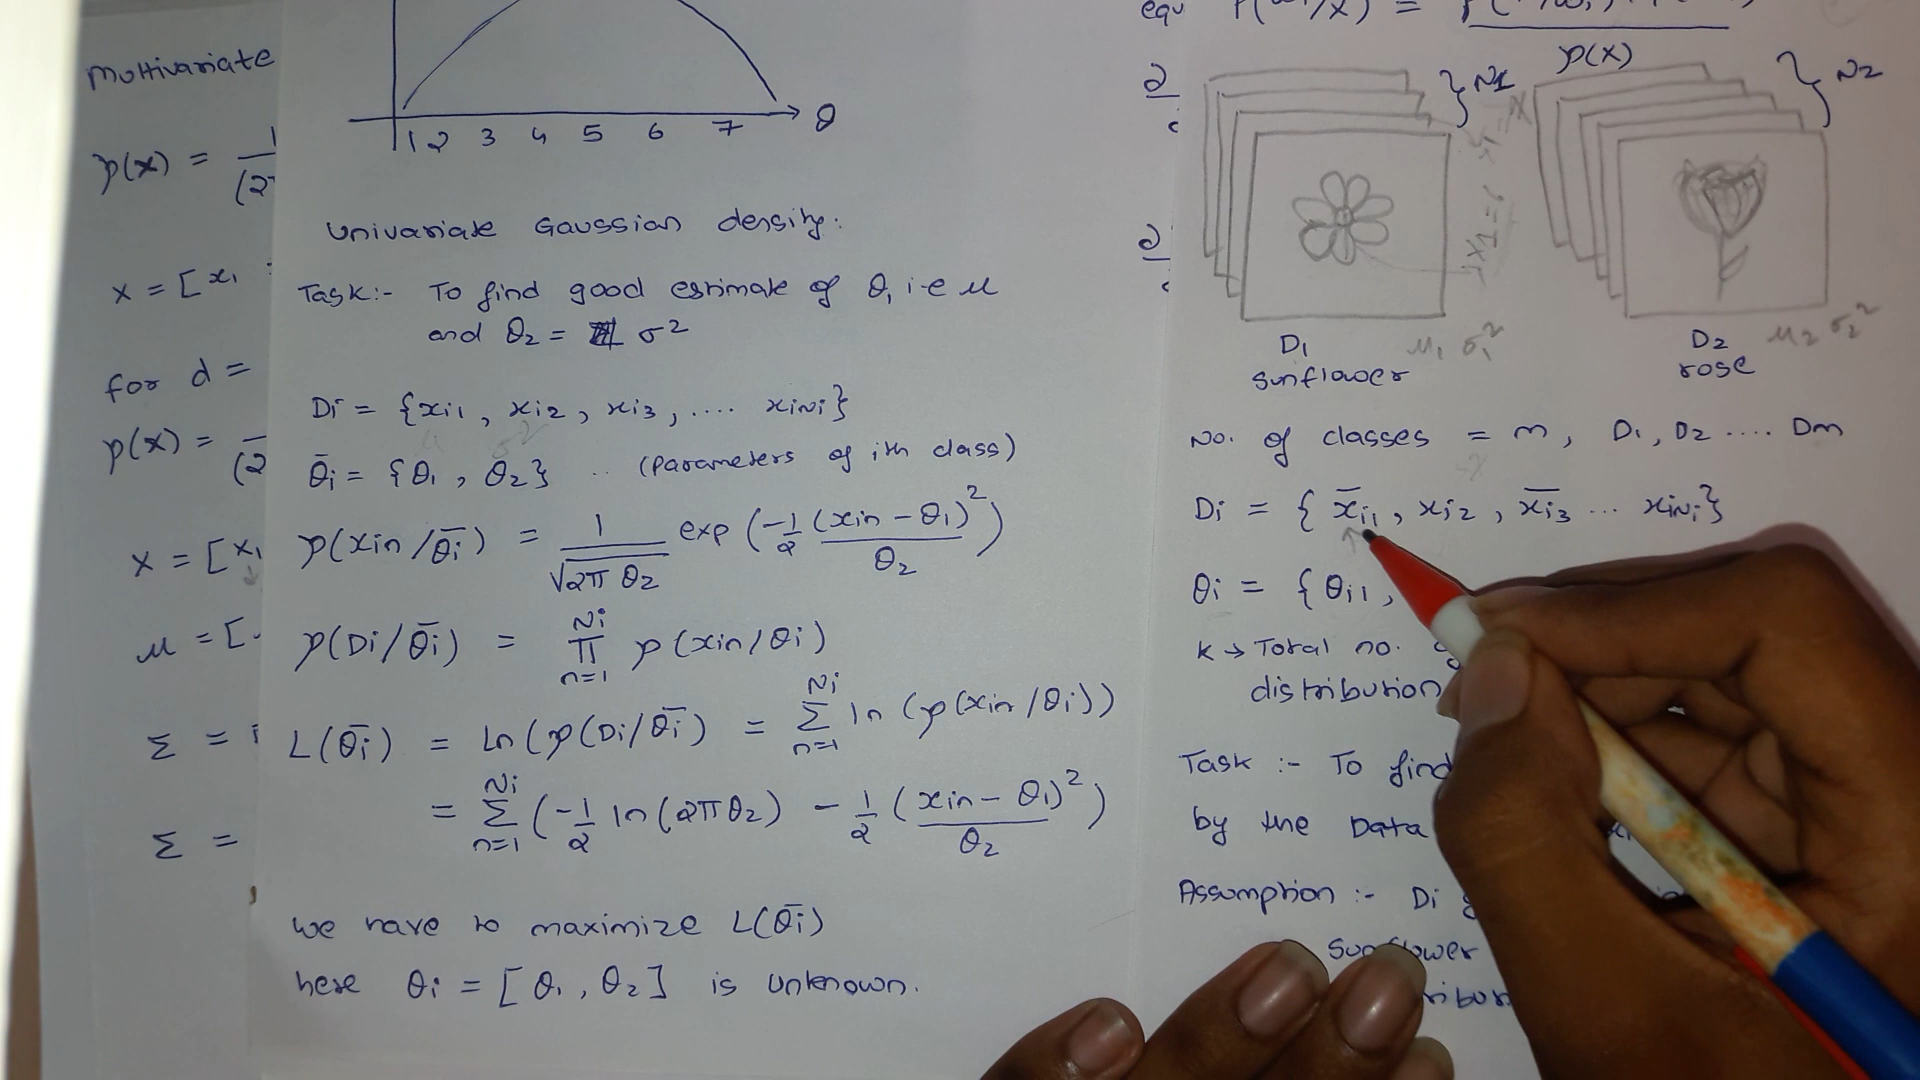 multivariate
p(x) = 1
(2
x = [x1
for d =
p(x) =
(2
x = [x1
μ = [
Σ =
Σ =
1 2 3 4 5 6 7 θ
Univariate Gaussian density:
Task:- To find good estimate of θ, i-e μ
and θ2 = σ²
Di = {xi1, xi2, xi3, .... xiNi}
σ²
θ̄i = {θ1, θ2} .. (Parameters of ith class)
p(xin/θ̄i) = 1/√2π θ2 exp (-1/2 (xin - θ1)²/θ2)
p(Di/θ̄i) = Ni Π n=1 p(xin/θi)
L(θ̄i) = Ln(p(Di/θ̄i) = Ni Σ n=1 ln (p(xin/θi))
= Ni Σ n=1 (-1/2 ln(2πθ2) - 1/2 (xin - θ1)²/θ2)
we have to maximize L(θ̄i)
here θi = [θ1, θ2] is unknown.
equ
p(x)
∂
∂
} N1
} N2
D1 μ1 σ1²
sunflower
D2 μ2 σ2²
rose
No. of classes = m, D1, D2 .... Dm
Di = {x̄i1, xi2, x̄i3 ... xiNi}
θi = {θi1,
k → Total no.
distribution
Task :- To find
by the Data
Assumption :- Di
Sunflower